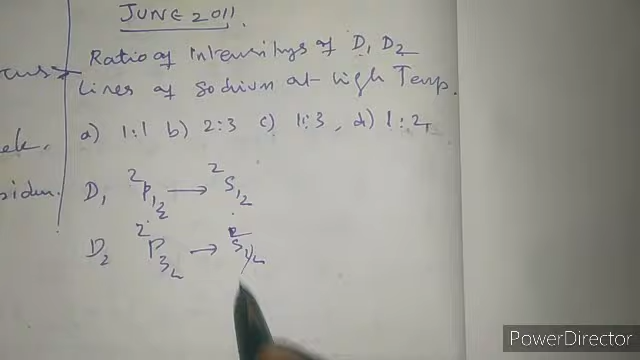 JUNE 2011.
Ratio of intensitys of D1 D2
lines of Sodium at high Temp.
a) 1:1 b) 2:3 c) 1:3, d) 1:2
D1 2P1/2 → 2S1/2
D2 2P3/2 → 2S1/2
PowerDirector